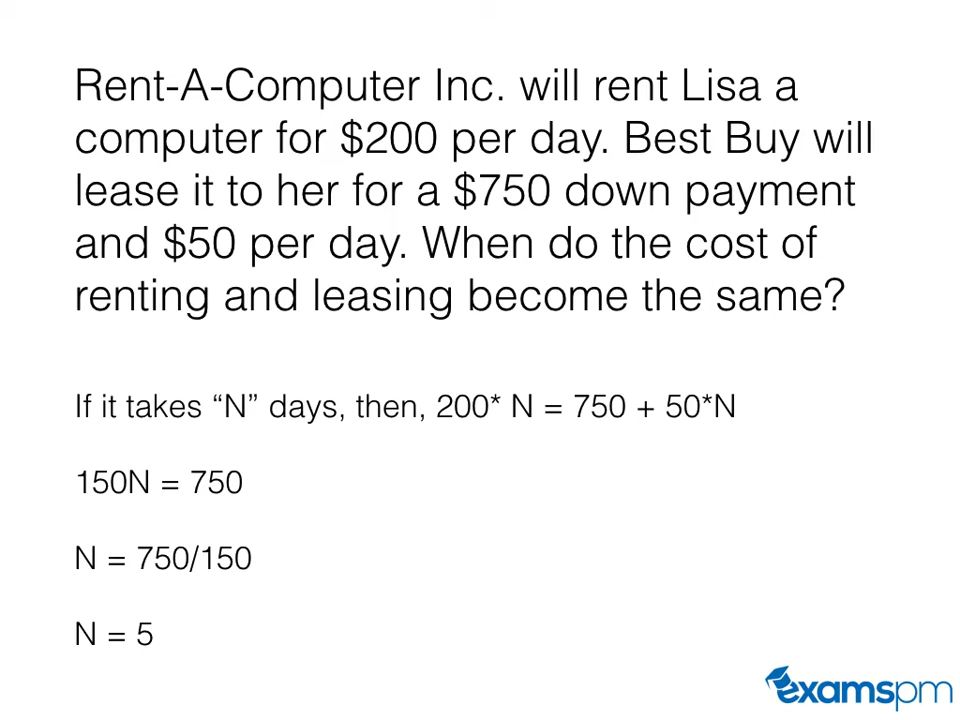 Rent-A-Computer Inc. will rent Lisa a
computer for $200 per day. Best Buy will
lease it to her for a $750 down payment
and $50 per day. When do the cost of
renting and leasing become the same?
If it takes “N” days, then, 200* N = 750 + 50*N
150N = 750
N = 750/150
N = 5
examspm